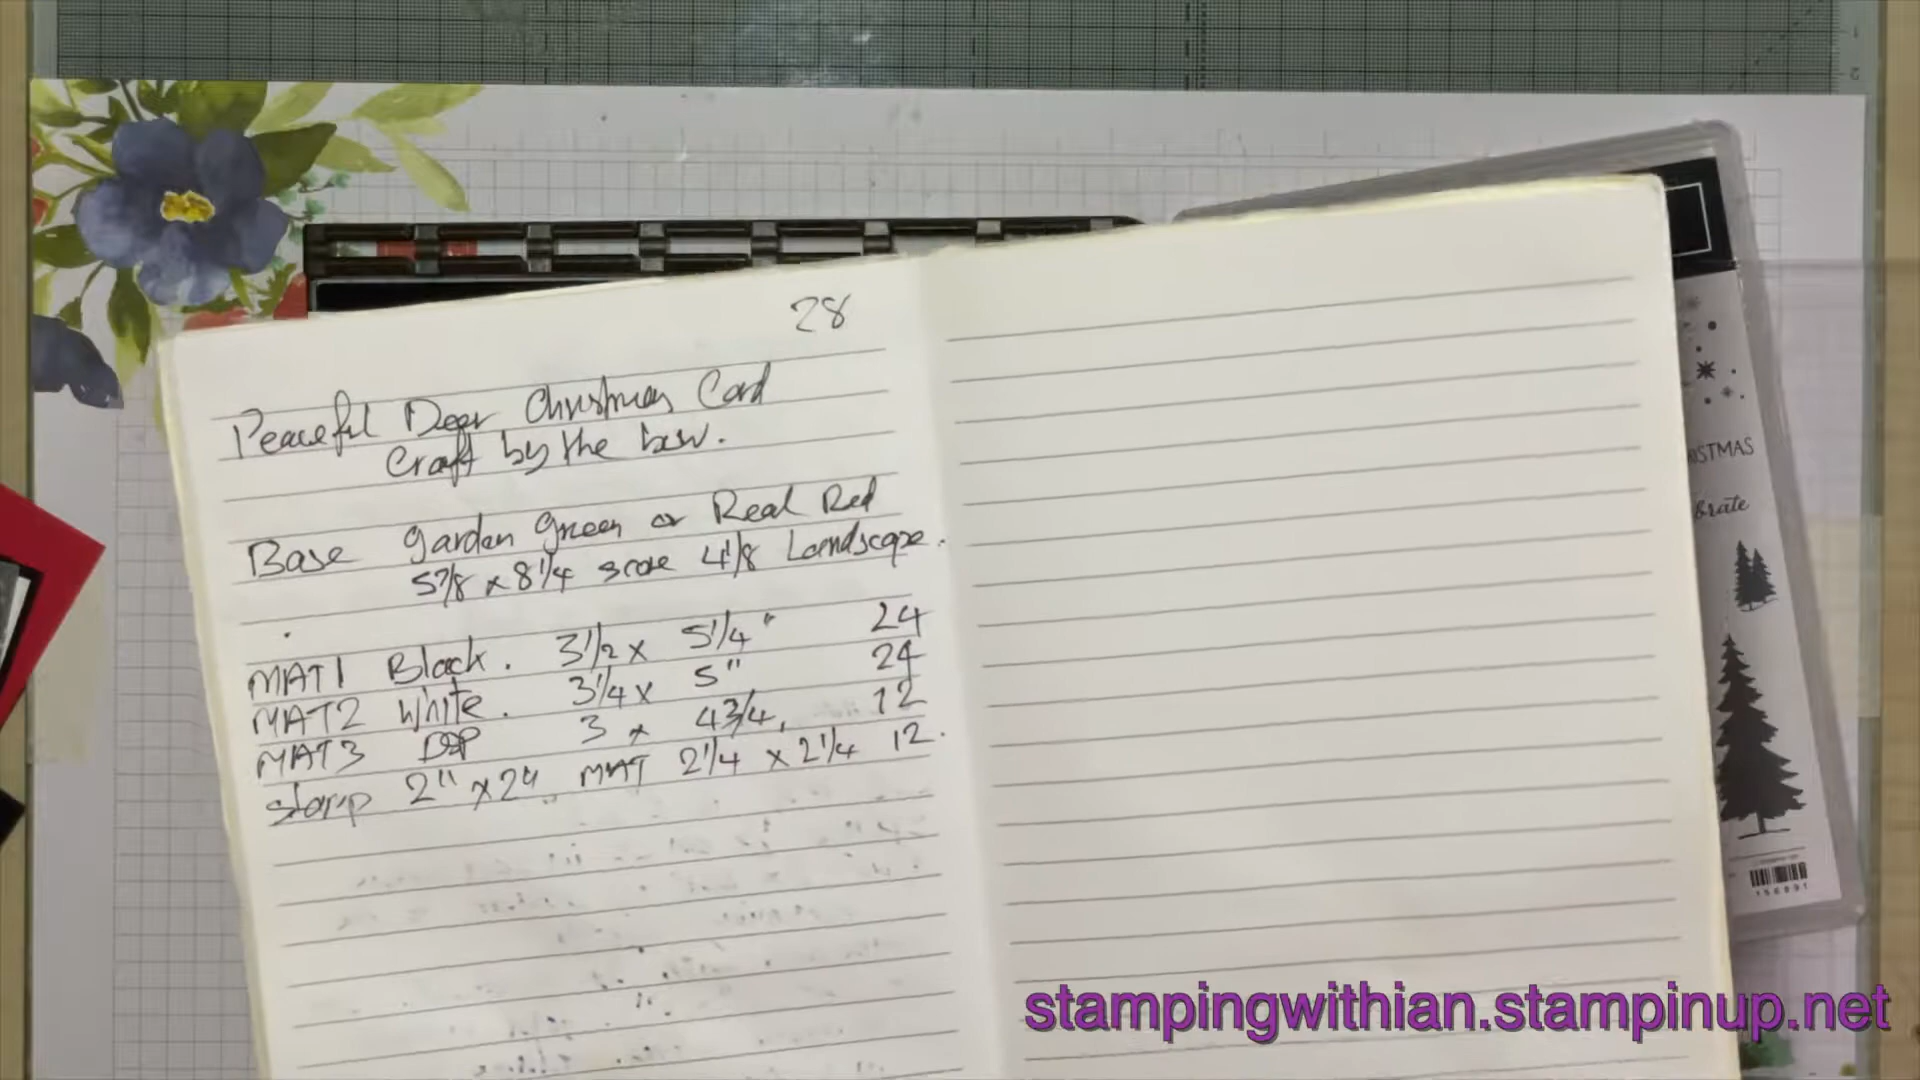 28
Peaceful Deer Christmas Card
Craft by the box.
Base Garden Green or Real Red
5 7/8 x 8 1/4 score 4 1/8 Landscape.
MAT1 Black. 3 1/2 x 5 1/4" 24
MAT2 White. 3 1/4 x 5" 24
MAT3 DSP 3 x 4 3/4, 12
stamp 2" x 2" MAT 2 1/4 x 2 1/4 12.
ISTMAS
brate
stampingwithian.stampinup.net